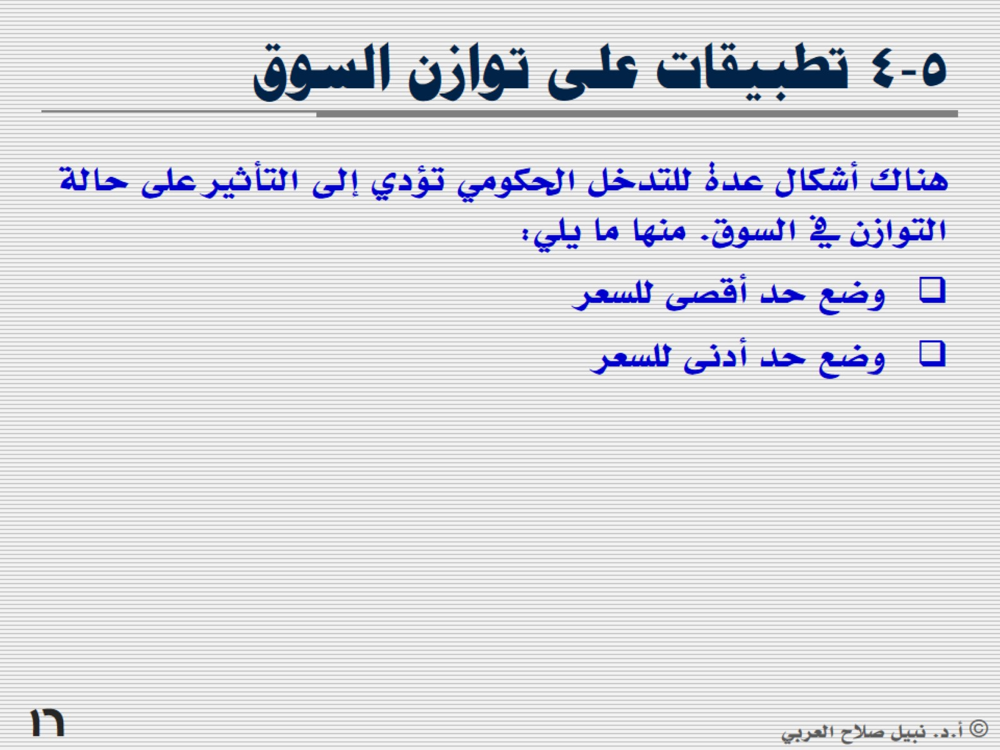 ٥-٤ تطبيقات على توازن السوق
هناك أشكال عدة للتدخل الحكومي تؤدي إلى التأثير على حالة
التوازن في السوق. منها ما يلي:
❑ وضع حد أقصى للسعر
❑ وضع حد أدنى للسعر
© أ.د. نبيل صلاح العربي
١٦